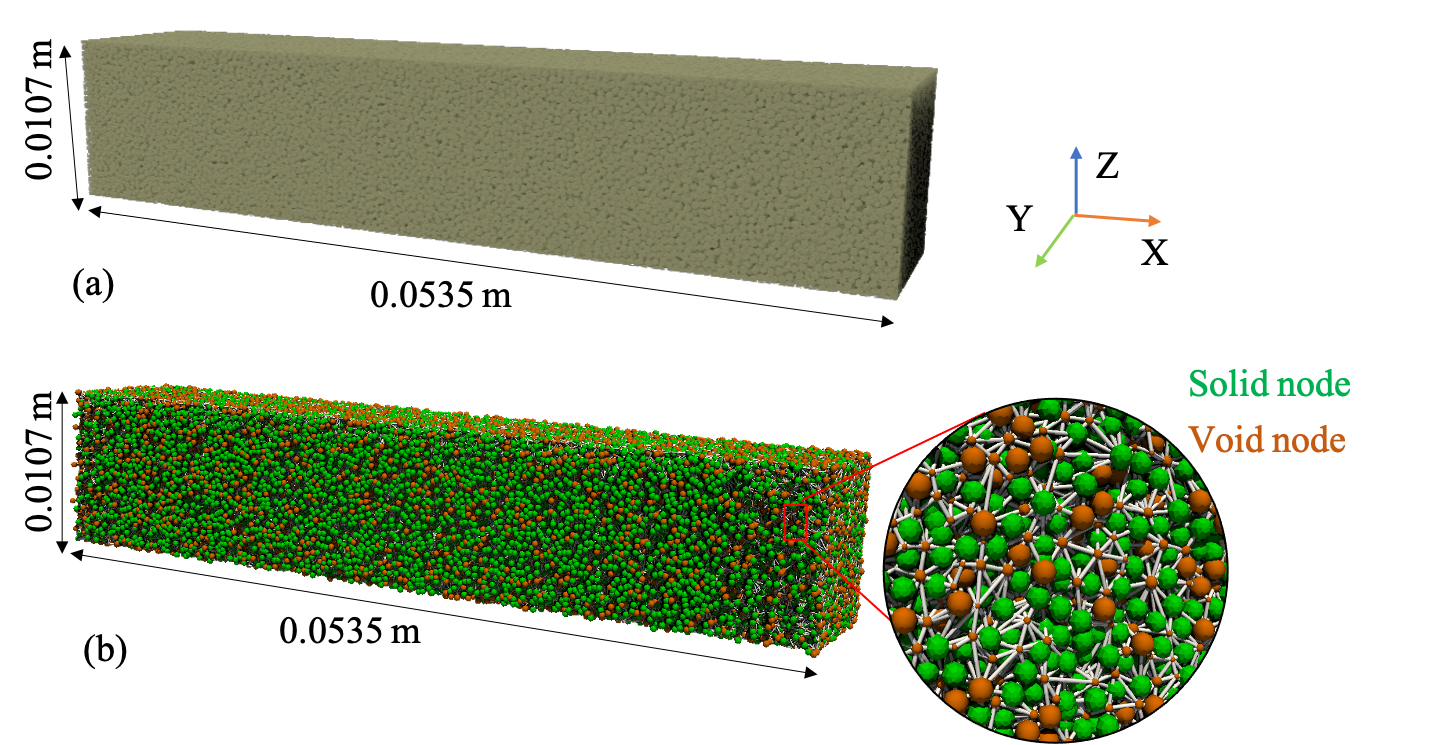 0.0107 m
Z
Y
X
(a)
0.0535 m
Solid node
Void node
0.0107 m
0.0535 m
(b)